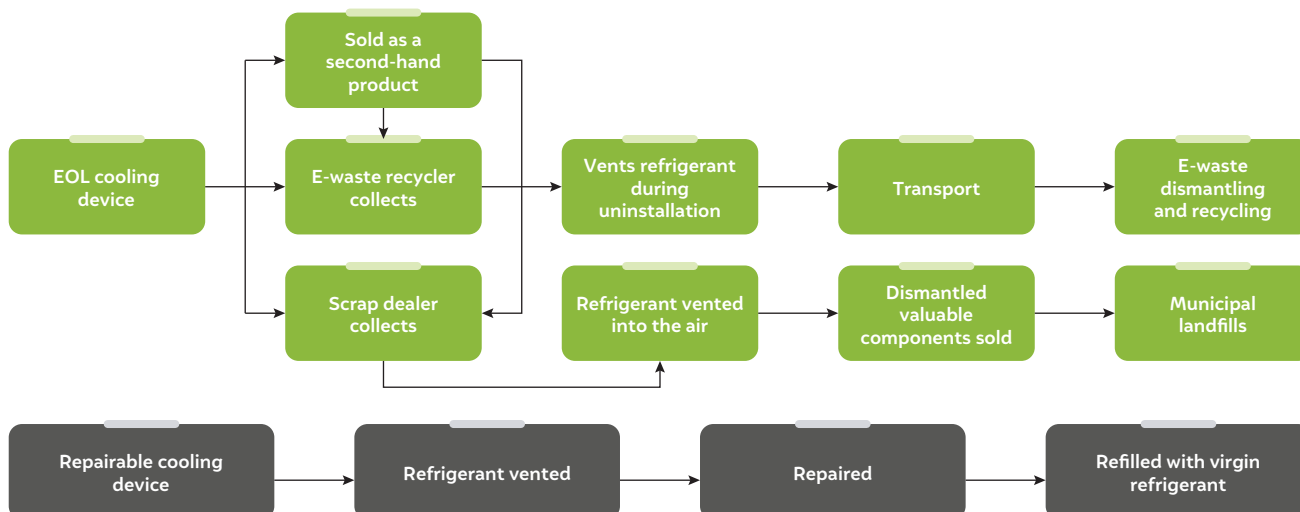 Sold as a
second-hand
product
EOL cooling
device
E-waste recycler
collects
Vents refrigerant
during
uninstallation
Transport
E-waste
dismantling
and recycling
Scrap dealer
collects
Refrigerant vented
into the air
Dismantled
valuable
components sold
Municipal
landfills
Repairable cooling
device
Refrigerant vented
Repaired
Refilled with virgin
refrigerant